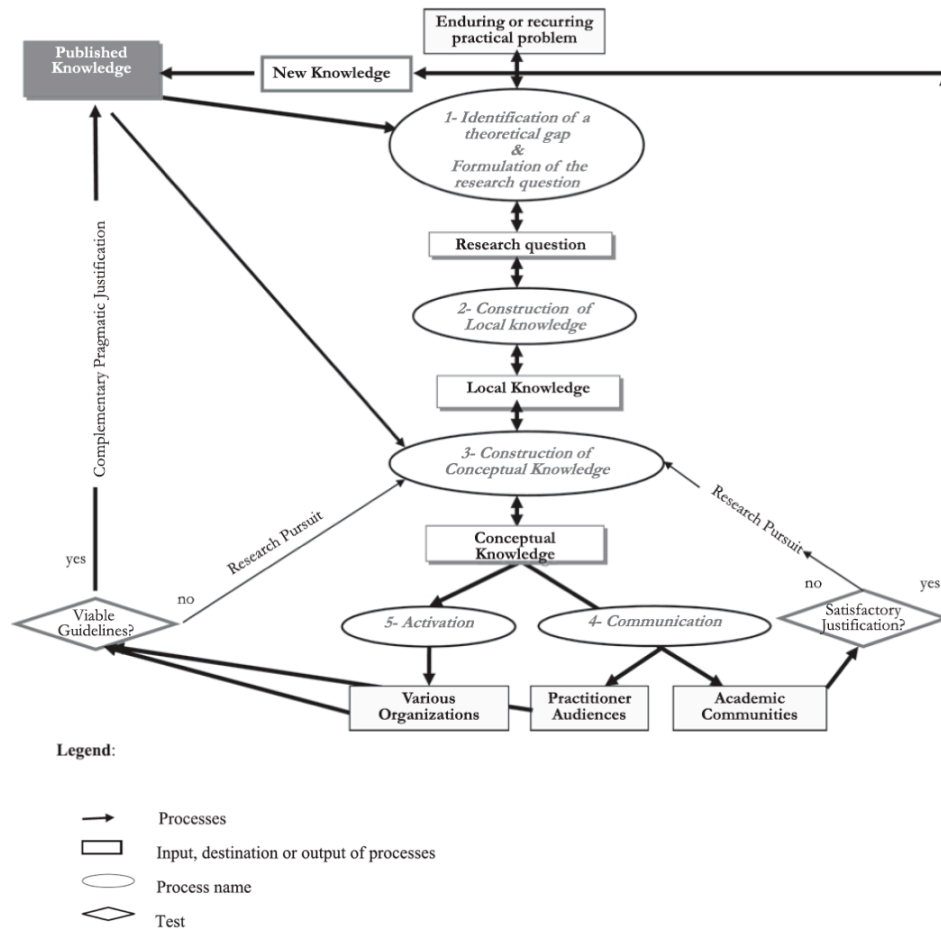 Enduring or recurring
practical problem
Published
Knowledge
New Knowledge
1- Identification of a
theoretical gap
&
Formulation of the
research question
Research question
2- Construction of
Local knowledge
Local Knowledge
3- Construction of
Conceptual Knowledge
Complementary Pragmatic Justification
Research Pursuit
Research Pursuit
Conceptual
Knowledge
yes
no
no
yes
Viable
Guidelines?
5- Activation
4- Communication
Satisfactory
Justification?
Various
Organizations
Practitioner
Audiences
Academic
Communities
Legend:
Processes
Input, destination or output of processes
Process name
Test